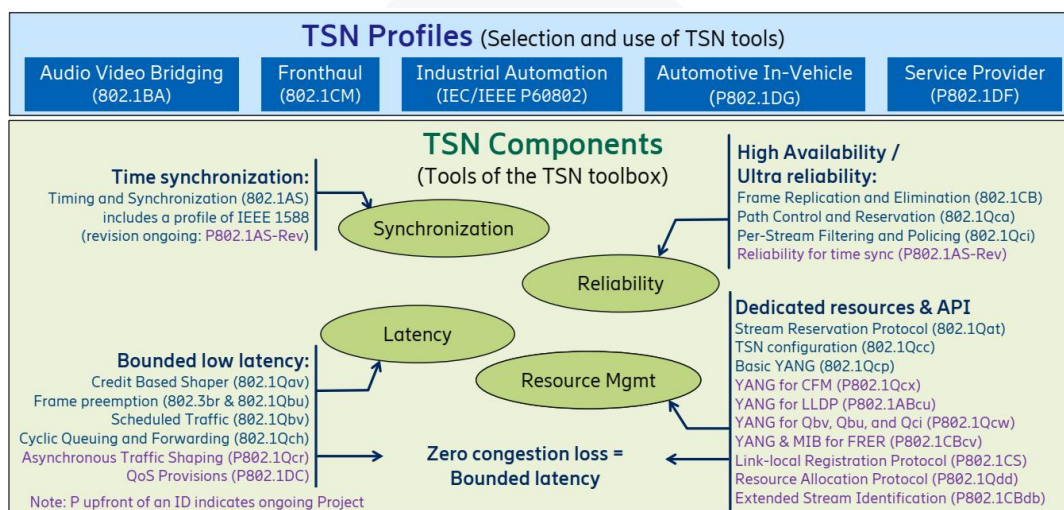 TSN Profiles (Selection and use of TSN tools)
Audio Video Bridging
(802.1BA)
Fronthaul
(802.1CM)
Industrial Automation
(IEC/IEEE P60802)
Automotive In-Vehicle
(P802.1DG)
Service Provider
(P802.1DF)
TSN Components
(Tools of the TSN toolbox)
Time synchronization:
Timing and Synchronization (802.1AS)
includes a profile of IEEE 1588
(revision ongoing: P802.1AS-Rev)
Synchronization
High Availability /
Ultra reliability:
Frame Replication and Elimination (802.1CB)
Path Control and Reservation (802.1Qca)
Per-Stream Filtering and Policing (802.1Qci)
Reliability for time sync (P802.1AS-Rev)
Reliability
Latency
Bounded low latency:
Credit Based Shaper (802.1Qav)
Frame preemption (802.3br & 802.1Qbu)
Scheduled Traffic (802.1Qbv)
Cyclic Queuing and Forwarding (802.1Qch)
Asynchronous Traffic Shaping (P802.1Qcr)
QoS Provisions (P802.1DC)
Resource Mgmt
Dedicated resources & API
Stream Reservation Protocol (802.1Qat)
TSN configuration (802.1Qcc)
Basic YANG (802.1Qcp)
YANG for CFM (P802.1Qcx)
YANG for LLDP (P802.1ABcu)
YANG for Qbv, Qbu, and Qci (P802.1Qcw)
YANG & MIB for FRER (P802.1CBcv)
Link-local Registration Protocol (P802.1CS)
Resource Allocation Protocol (P802.1Qdd)
Extended Stream Identification (P802.1CBdb)
Zero congestion loss =
Bounded latency
Note: P upfront of an ID indicates ongoing Project